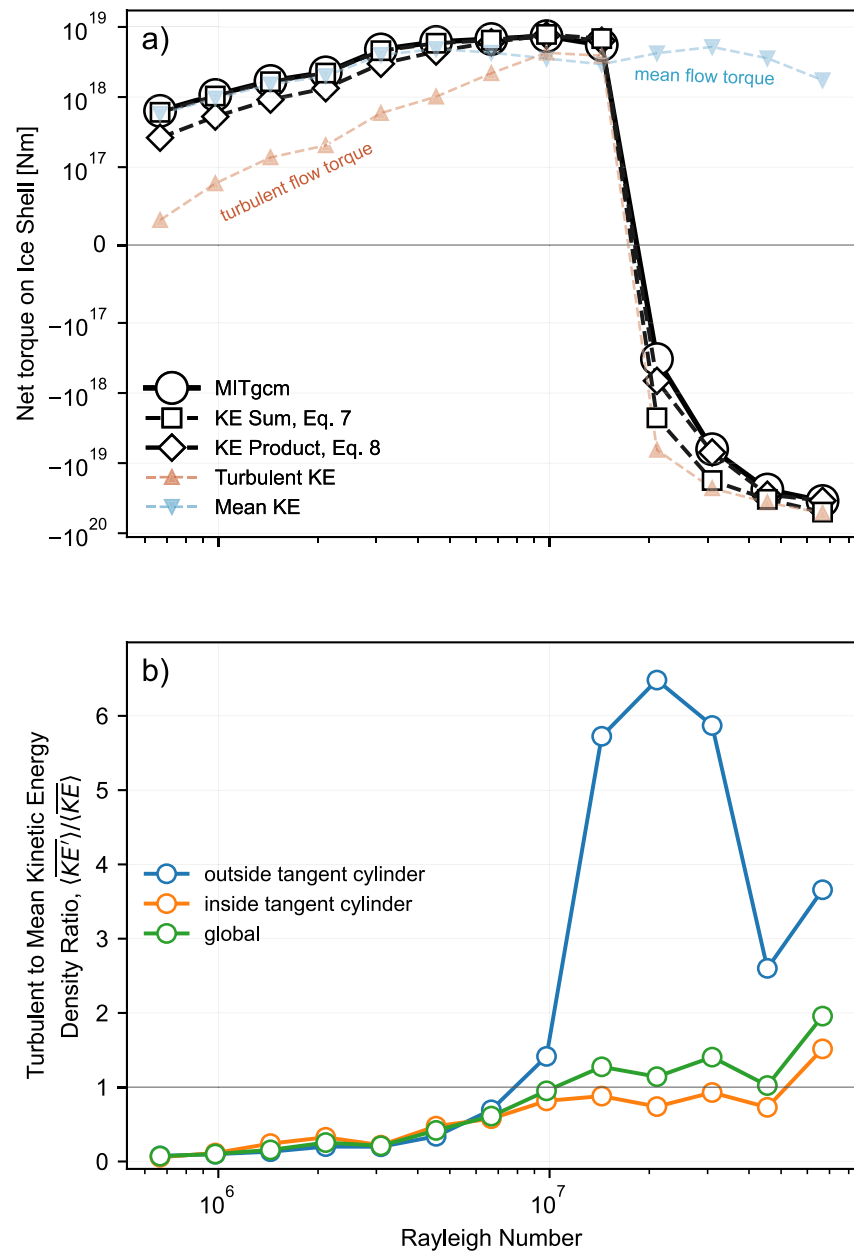 a)
10^19
10^18
10^17
0
−10^17
−10^18
−10^19
−10^20
Net torque on Ice Shell [Nm]
mean flow torque
turbulent flow torque
MITgcm
KE Sum, Eq. 7
KE Product, Eq. 8
Turbulent KE
Mean KE
b)
6
5
4
3
2
1
0
Turbulent to Mean Kinetic Energy
Density Ratio, ⟨K̅E̅′⟩/⟨K̅E̅⟩
outside tangent cylinder
inside tangent cylinder
global
10^6
10^7
Rayleigh Number